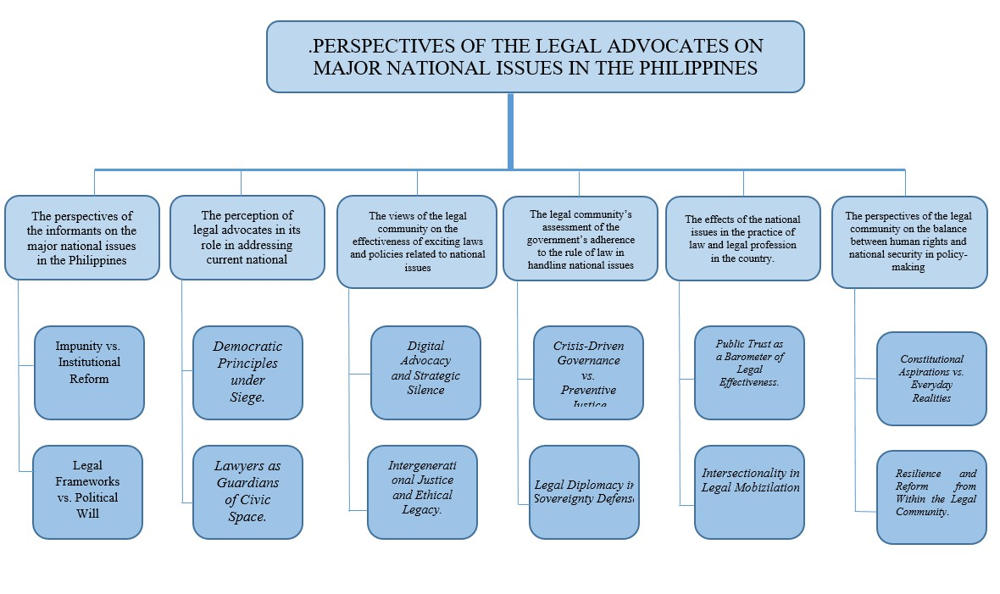 .PERSPECTIVES OF THE LEGAL ADVOCATES ON
MAJOR NATIONAL ISSUES IN THE PHILIPPINES
The perspectives of
the informants on the
major national issues
in the Philippines
The perception of
legal advocates in its
role in addressing
current national
The views of the legal
community on the
effectiveness of exciting laws
and policies related to national
issues
The legal community’s
assessment of the
government’s adherence
to the rule of law in
handling national issues
The effects of the national
issues in the practice of
law and legal profession
in the country.
The perspectives of the legal
community on the balance
between human rights and
national security in policy-
making
Impunity vs.
Institutional
Reform
Democratic
Principles
under
Siege.
Digital
Advocacy
and Strategic
Silence
Crisis-Driven
Governance
vs.
Preventive
Justice
Public Trust as
a Barometer of
Legal
Effectiveness.
Constitutional
Aspirations vs.
Everyday
Realities
Legal
Frameworks
vs. Political
Will
Lawyers as
Guardians
of Civic
Space.
Intergenerati
onal Justice
and Ethical
Legacy.
Legal Diplomacy in
Sovereignty Defens
Intersectionality in
Legal Mobizilation
Resilience and
Reform from
Within the Legal
Community.